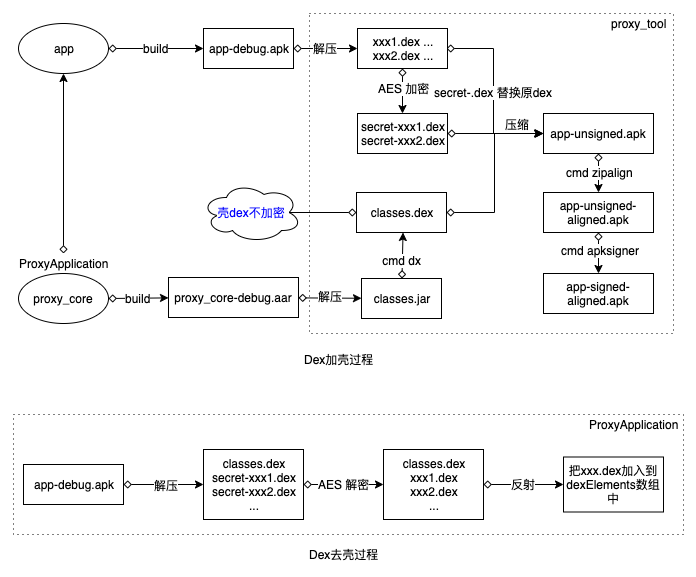 proxy_tool
app
build
app-debug.apk
解压
xxx1.dex ...
xxx2.dex ...
AES 加密
secret-.dex 替换原dex
secret-xxx1.dex
secret-xxx2.dex
压缩
app-unsigned.apk
cmd zipalign
壳dex不加密
classes.dex
app-unsigned-
aligned.apk
cmd dx
cmd apksigner
ProxyApplication
proxy_core
build
proxy_core-debug.aar
解压
classes.jar
app-signed-
aligned.apk
Dex加壳过程
ProxyApplication
app-debug.apk
解压
classes.dex
secret-xxx1.dex
secret-xxx2.dex
...
AES 解密
classes.dex
xxx1.dex
xxx2.dex
...
反射
把xxx.dex加入到
dexElements数组
中
Dex去壳过程